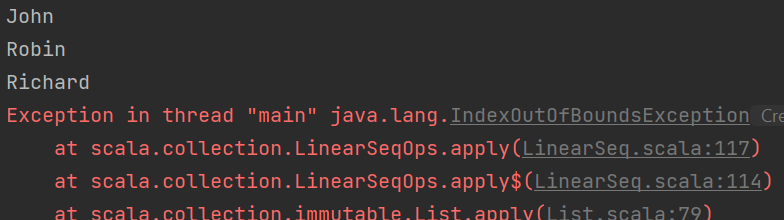 John
Robin
Richard
Exception in thread "main" java.lang.IndexOutOfBoundsException Cre
at scala.collection.LinearSeqOps.apply(LinearSeq.scala:117)
at scala.collection.LinearSeqOps.apply$(LinearSeq.scala:114)
at scala.collection.immutable.List.apply(List.scala:79)